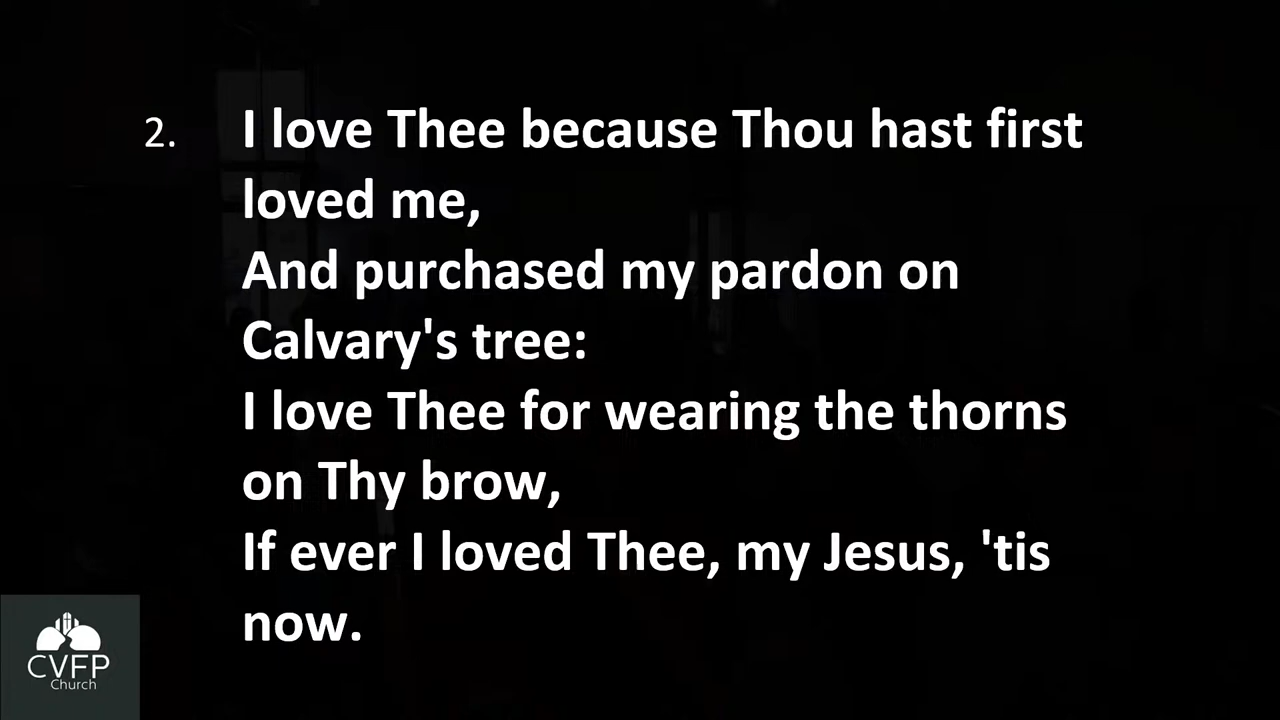 2. I love Thee because Thou hast first
loved me,
And purchased my pardon on
Calvary's tree:
I love Thee for wearing the thorns
on Thy brow,
If ever I loved Thee, my Jesus, 'tis
now.
CVFP
Church